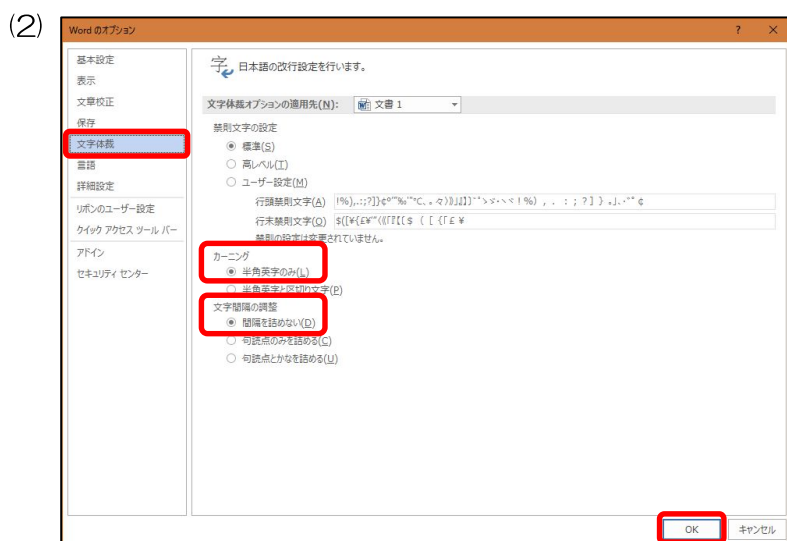 (2)
Word のオプション ? ×
基本設定
表示
文章校正
保存
文字体裁
言語
詳細設定
リボンのユーザー設定
クイック アクセス ツール バー
アドイン
セキュリティ センター
字 日本語の改行設定を行います。
文字体裁オプションの適用先(N): 文書 1
禁則文字の設定
標準(S)
高レベル(T)
ユーザー設定(M)
行頭禁則文字(A)
行末禁則文字(O)
禁則の設定は変更されていません。
カーニング
半角英字のみ(L)
半角英字と区切り文字(P)
文字間隔の調整
間隔を詰めない(D)
句読点のみを詰める(C)
句読点とかなを詰める(U)
OK キャンセル